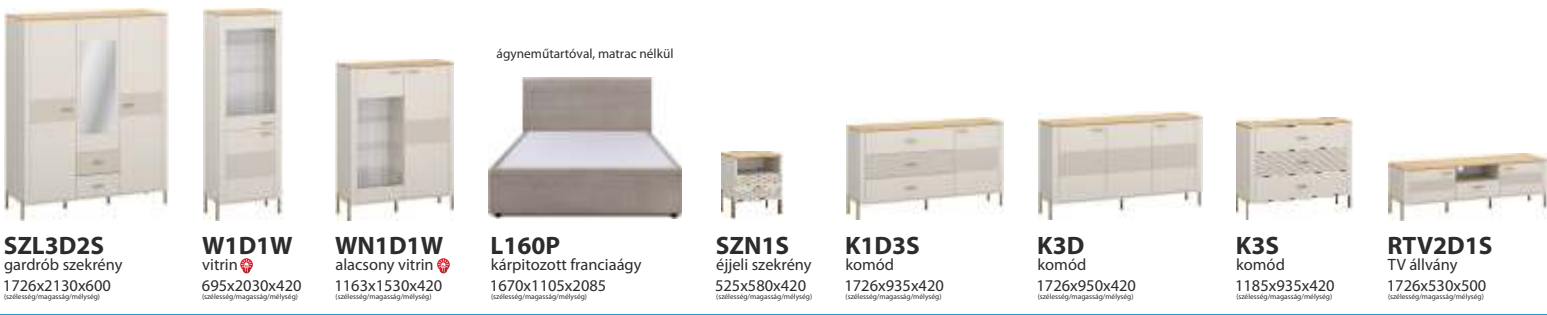 ágyneműtartóval, matrac nélkül
SZL3D2S
gardrób szekrény
1726x2130x600
(szélesség/magasság/mélység)
W1D1W
vitrin
695x2030x420
(szélesség/magasság/mélység)
WN1D1W
alacsony vitrin
1163x1530x420
(szélesség/magasság/mélység)
L160P
kárpitozott franciaágy
1670x1105x2085
(szélesség/magasság/mélység)
SZN1S
éjjeli szekrény
525x580x420
(szélesség/magasság/mélység)
K1D3S
komód
1726x935x420
(szélesség/magasság/mélység)
K3D
komód
1726x950x420
(szélesség/magasság/mélység)
K3S
komód
1185x935x420
(szélesség/magasság/mélység)
RTV2D1S
TV állvány
1726x530x500
(szélesség/magasság/mélység)